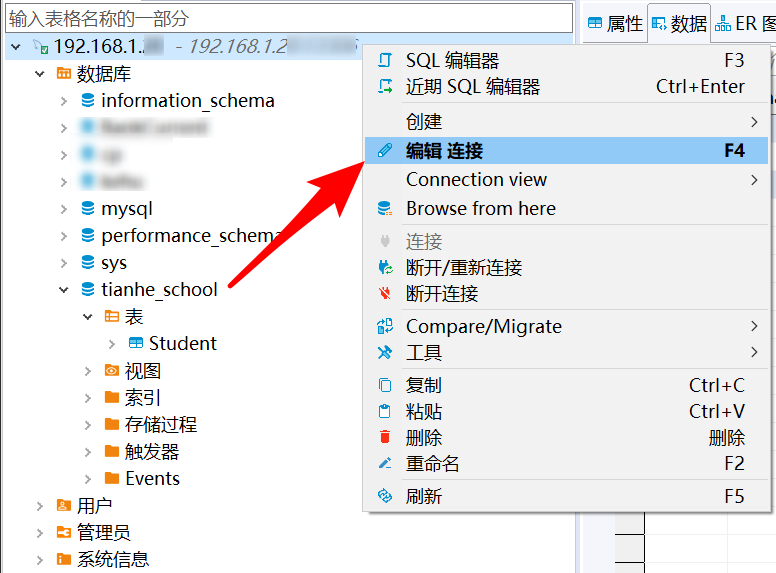 输入表格名称的一部分
属性
数据
ER 图
192.168.1. - 192.168.1.2
数据库
information_schema
mysql
performance_schema
sys
tianhe_school
表
Student
视图
索引
存储过程
触发器
Events
用户
管理员
系统信息
SQL 编辑器 F3
近期 SQL 编辑器 Ctrl+Enter
创建
编辑 连接 F4
Connection view
Browse from here
连接
断开/重新连接
断开连接
Compare/Migrate
工具
复制 Ctrl+C
粘贴 Ctrl+V
删除 删除
重命名 F2
刷新 F5